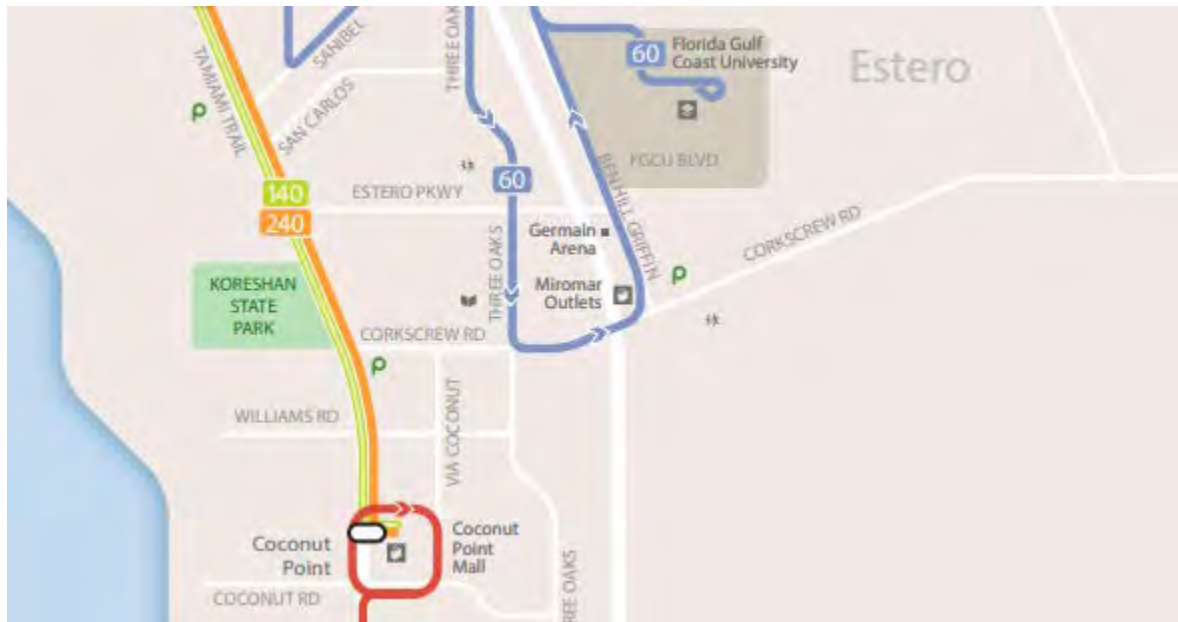 THREE OAK
SANIBEL
TAMIAMI TRAIL
SAN CARLOS
60
Florida Gulf
Coast University
Estero
FGCU BLVD
BEN HILL GRIFFIN
140
240
ESTERO PKWY
60
THREE OAKS
Germain
Arena
CORKSCREW RD
Miromar
Outlets
KORESHAN
STATE
PARK
CORKSCREW RD
WILLIAMS RD
VIA COCONUT
Coconut
Point
Coconut
Point
Mall
COCONUT RD
REE OAKS